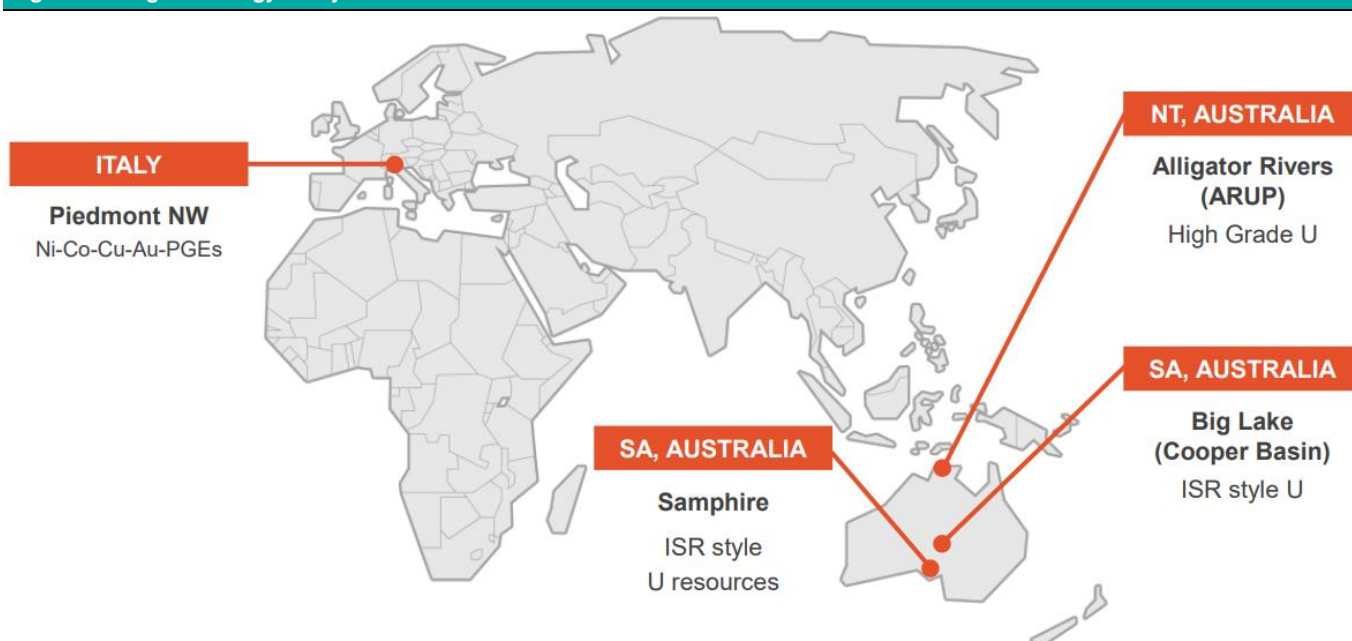 ITALY
Piedmont NW
Ni-Co-Cu-Au-PGEs
SA, AUSTRALIA
Samphire
ISR style
U resources
NT, AUSTRALIA
Alligator Rivers
(ARUP)
High Grade U
SA, AUSTRALIA
Big Lake
(Cooper Basin)
ISR style U